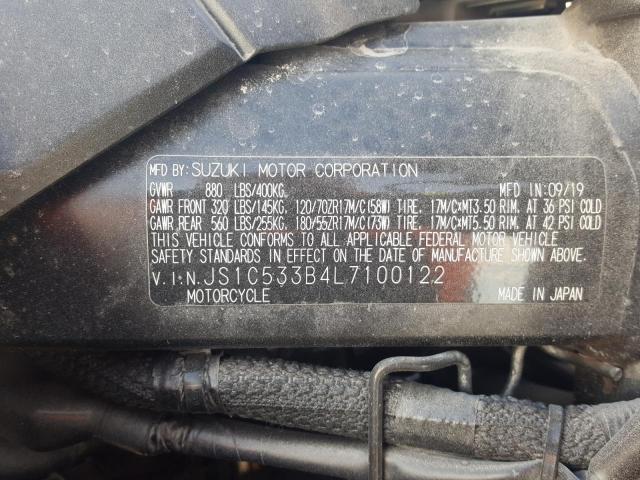 MFD BY: SUZUKI MOTOR CORPORATION
GVWR 880 LBS/400KG. MFD IN: 09/19
GAWR FRONT 320 LBS/145KG, 120/70ZR17M/C(58W) TIRE, 17M/C×MT3.50 RIM, AT 36 PSI COLD
GAWR REAR 560 LBS/255KG, 180/55ZR17M/C(73W) TIRE, 17M/C×MT5.50 RIM, AT 42 PSI COLD
THIS VEHICLE CONFORMS TO ALL APPLICABLE FEDERAL MOTOR VEHICLE
SAFETY STANDARDS IN EFFECT ON THE DATE OF MANUFACTURE SHOWN ABOVE.
V.I.N. JS1C533B4L7100122
MOTORCYCLE MADE IN JAPAN